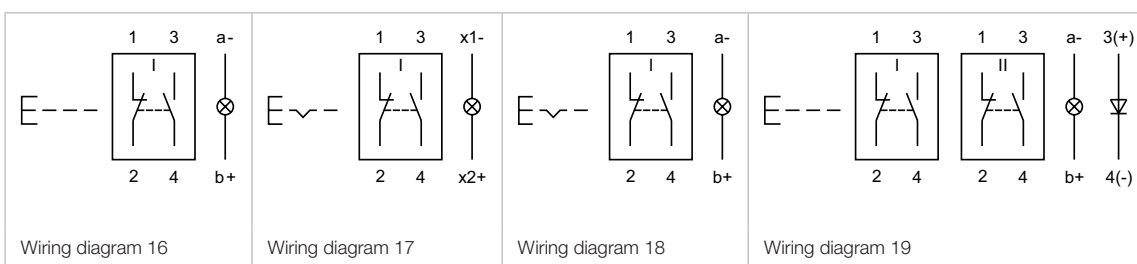 1 3 a-
I
2 4 b+
Wiring diagram 16
1 3 x1-
I
2 4 x2+
Wiring diagram 17
1 3 a-
I
2 4 b+
Wiring diagram 18
1 3 1 3 a- 3(+)
I II
2 4 2 4 b+ 4(-)
Wiring diagram 19